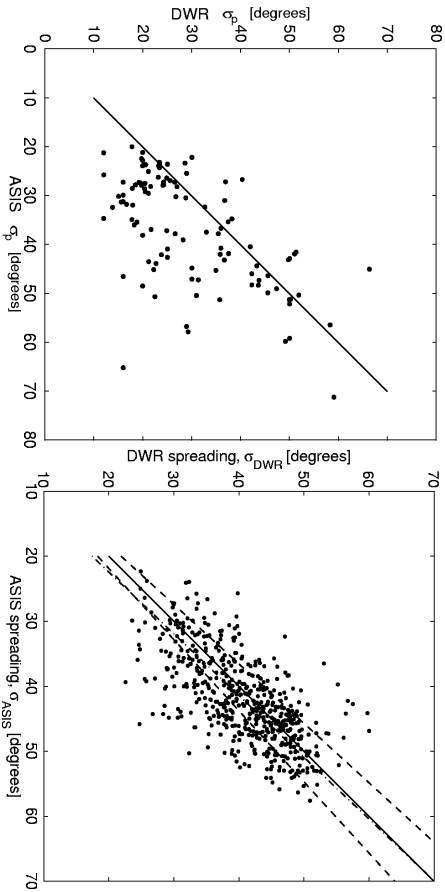 DWR σp [degrees]
0 10 20 30 40 50 60 70 80
0
10
20
30
40
50
60
70
80
ASIS σp [degrees]
DWR spreading, σDWR [degrees]
10 20 30 40 50 60 70
10
20
30
40
50
60
70
ASIS spreading, σASIS [degrees]